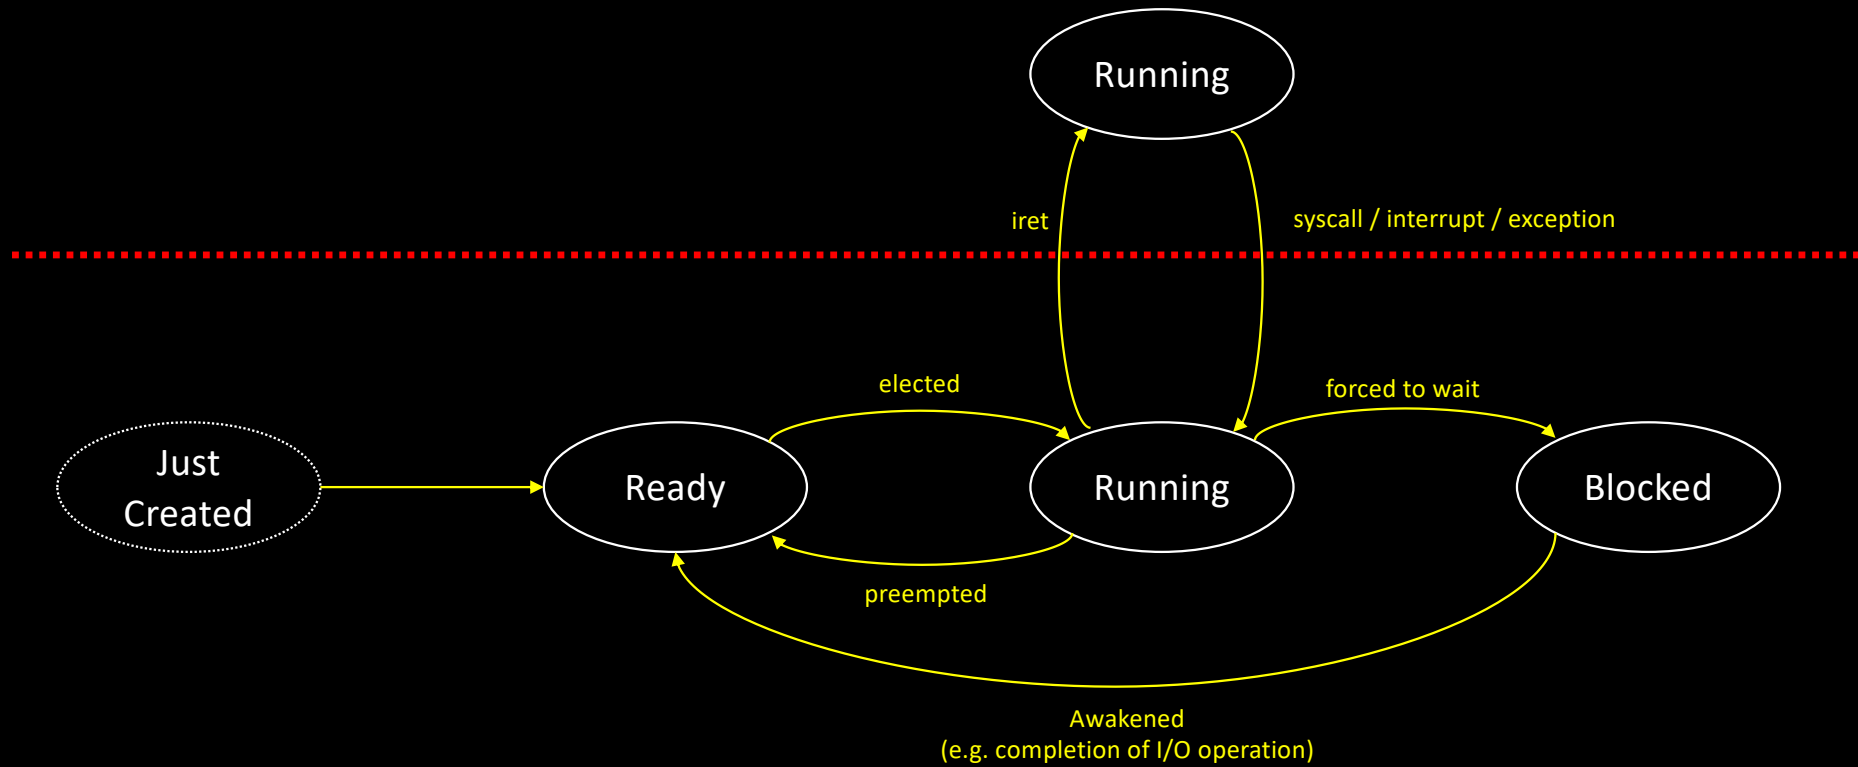 Running
iret
syscall / interrupt / exception
elected
forced to wait
Just
Created
Ready
Running
Blocked
preempted
Awakened
(e.g. completion of I/O operation)